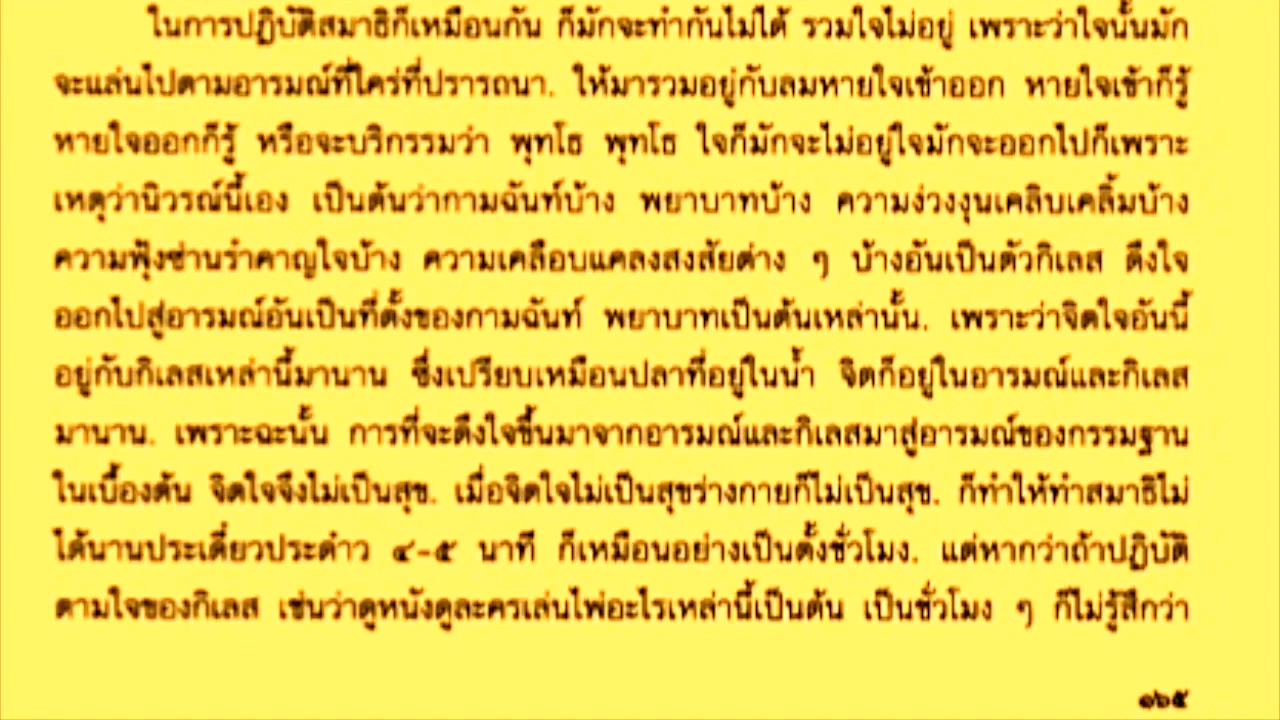 ในการปฏิบัติสมาธิก็เหมือนกัน ก็มักจะทำกันไม่ได้ รวมใจไม่อยู่ เพราะว่าใจนั้นมัก
จะแล่นไปตามอารมณ์ที่ใคร่ที่ปรารถนา. ให้มารวมอยู่กับลมหายใจเข้าออก หายใจเข้าก็รู้
หายใจออกก็รู้ หรือจะบริกรรมว่า พุทโธ พุทโธ ใจก็มักจะไม่อยู่ใจมักจะออกไปก็เพราะ
เหตุว่านิวรณ์นี้เอง เป็นต้นว่ากามฉันท์บ้าง พยาบาทบ้าง ความง่วงงุนเคลิบเคลิ้มบ้าง
ความฟุ้งซ่านรำคาญใจบ้าง ความเคลือบแคลงสงสัยต่าง ๆ บ้างอันเป็นตัวกิเลส ดึงใจ
ออกไปสู่อารมณ์อันเป็นที่ตั้งของกามฉันท์ พยาบาทเป็นต้นเหล่านั้น. เพราะว่าจิตใจอันนี้
อยู่กับกิเลสเหล่านี้มานาน ซึ่งเปรียบเหมือนปลาที่อยู่ในน้ำ จิตก็อยู่ในอารมณ์และกิเลส
มานาน. เพราะฉะนั้น การที่จะดึงใจขึ้นมาจากอารมณ์และกิเลสมาสู่อารมณ์ของกรรมฐาน
ในเบื้องต้น จิตใจจึงไม่เป็นสุข. เมื่อจิตใจไม่เป็นสุขร่างกายก็ไม่เป็นสุข. ก็ทำให้ทำสมาธิไม่
ได้นานประเดี๋ยวประด๋าว ๔-๕ นาที ก็เหมือนอย่างเป็นตั้งชั่วโมง. แต่หากว่าถ้าปฏิบัติ
ตามใจของกิเลส เช่นว่าดูหนังดูละครเล่นไพ่อะไรเหล่านี้เป็นต้น เป็นชั่วโมง ๆ ก็ไม่รู้สึกว่า
๑๖๕